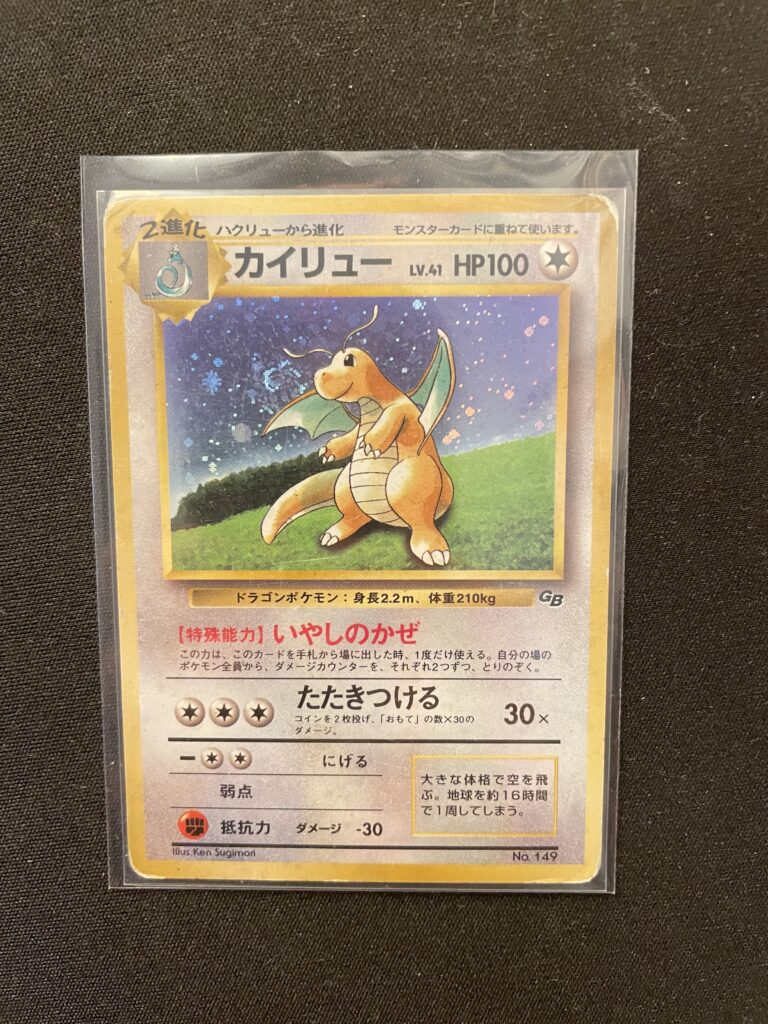 2進化
ハクリューから進化 モンスターカードに重ねて使います。
カイリュー LV.41 HP100
ドラゴンポケモン：身長2.2m、体重210kg
GB
【特殊能力】いやしのかぜ
この力は、このカードを手札から場に出した時、1度だけ使える。自分の場の
ポケモン全員から、ダメージカウンターを、それぞれ2つずつ、とりのぞく。
たたきつける 30×
コインを2枚投げ、「おもて」の数×30の
ダメージ。
ー にげる
弱点
抵抗力 ダメージ -30
大きな体格で空を飛
ぶ。地球を約16時間
で1周してしまう。
Illus.Ken Sugimori
No. 149